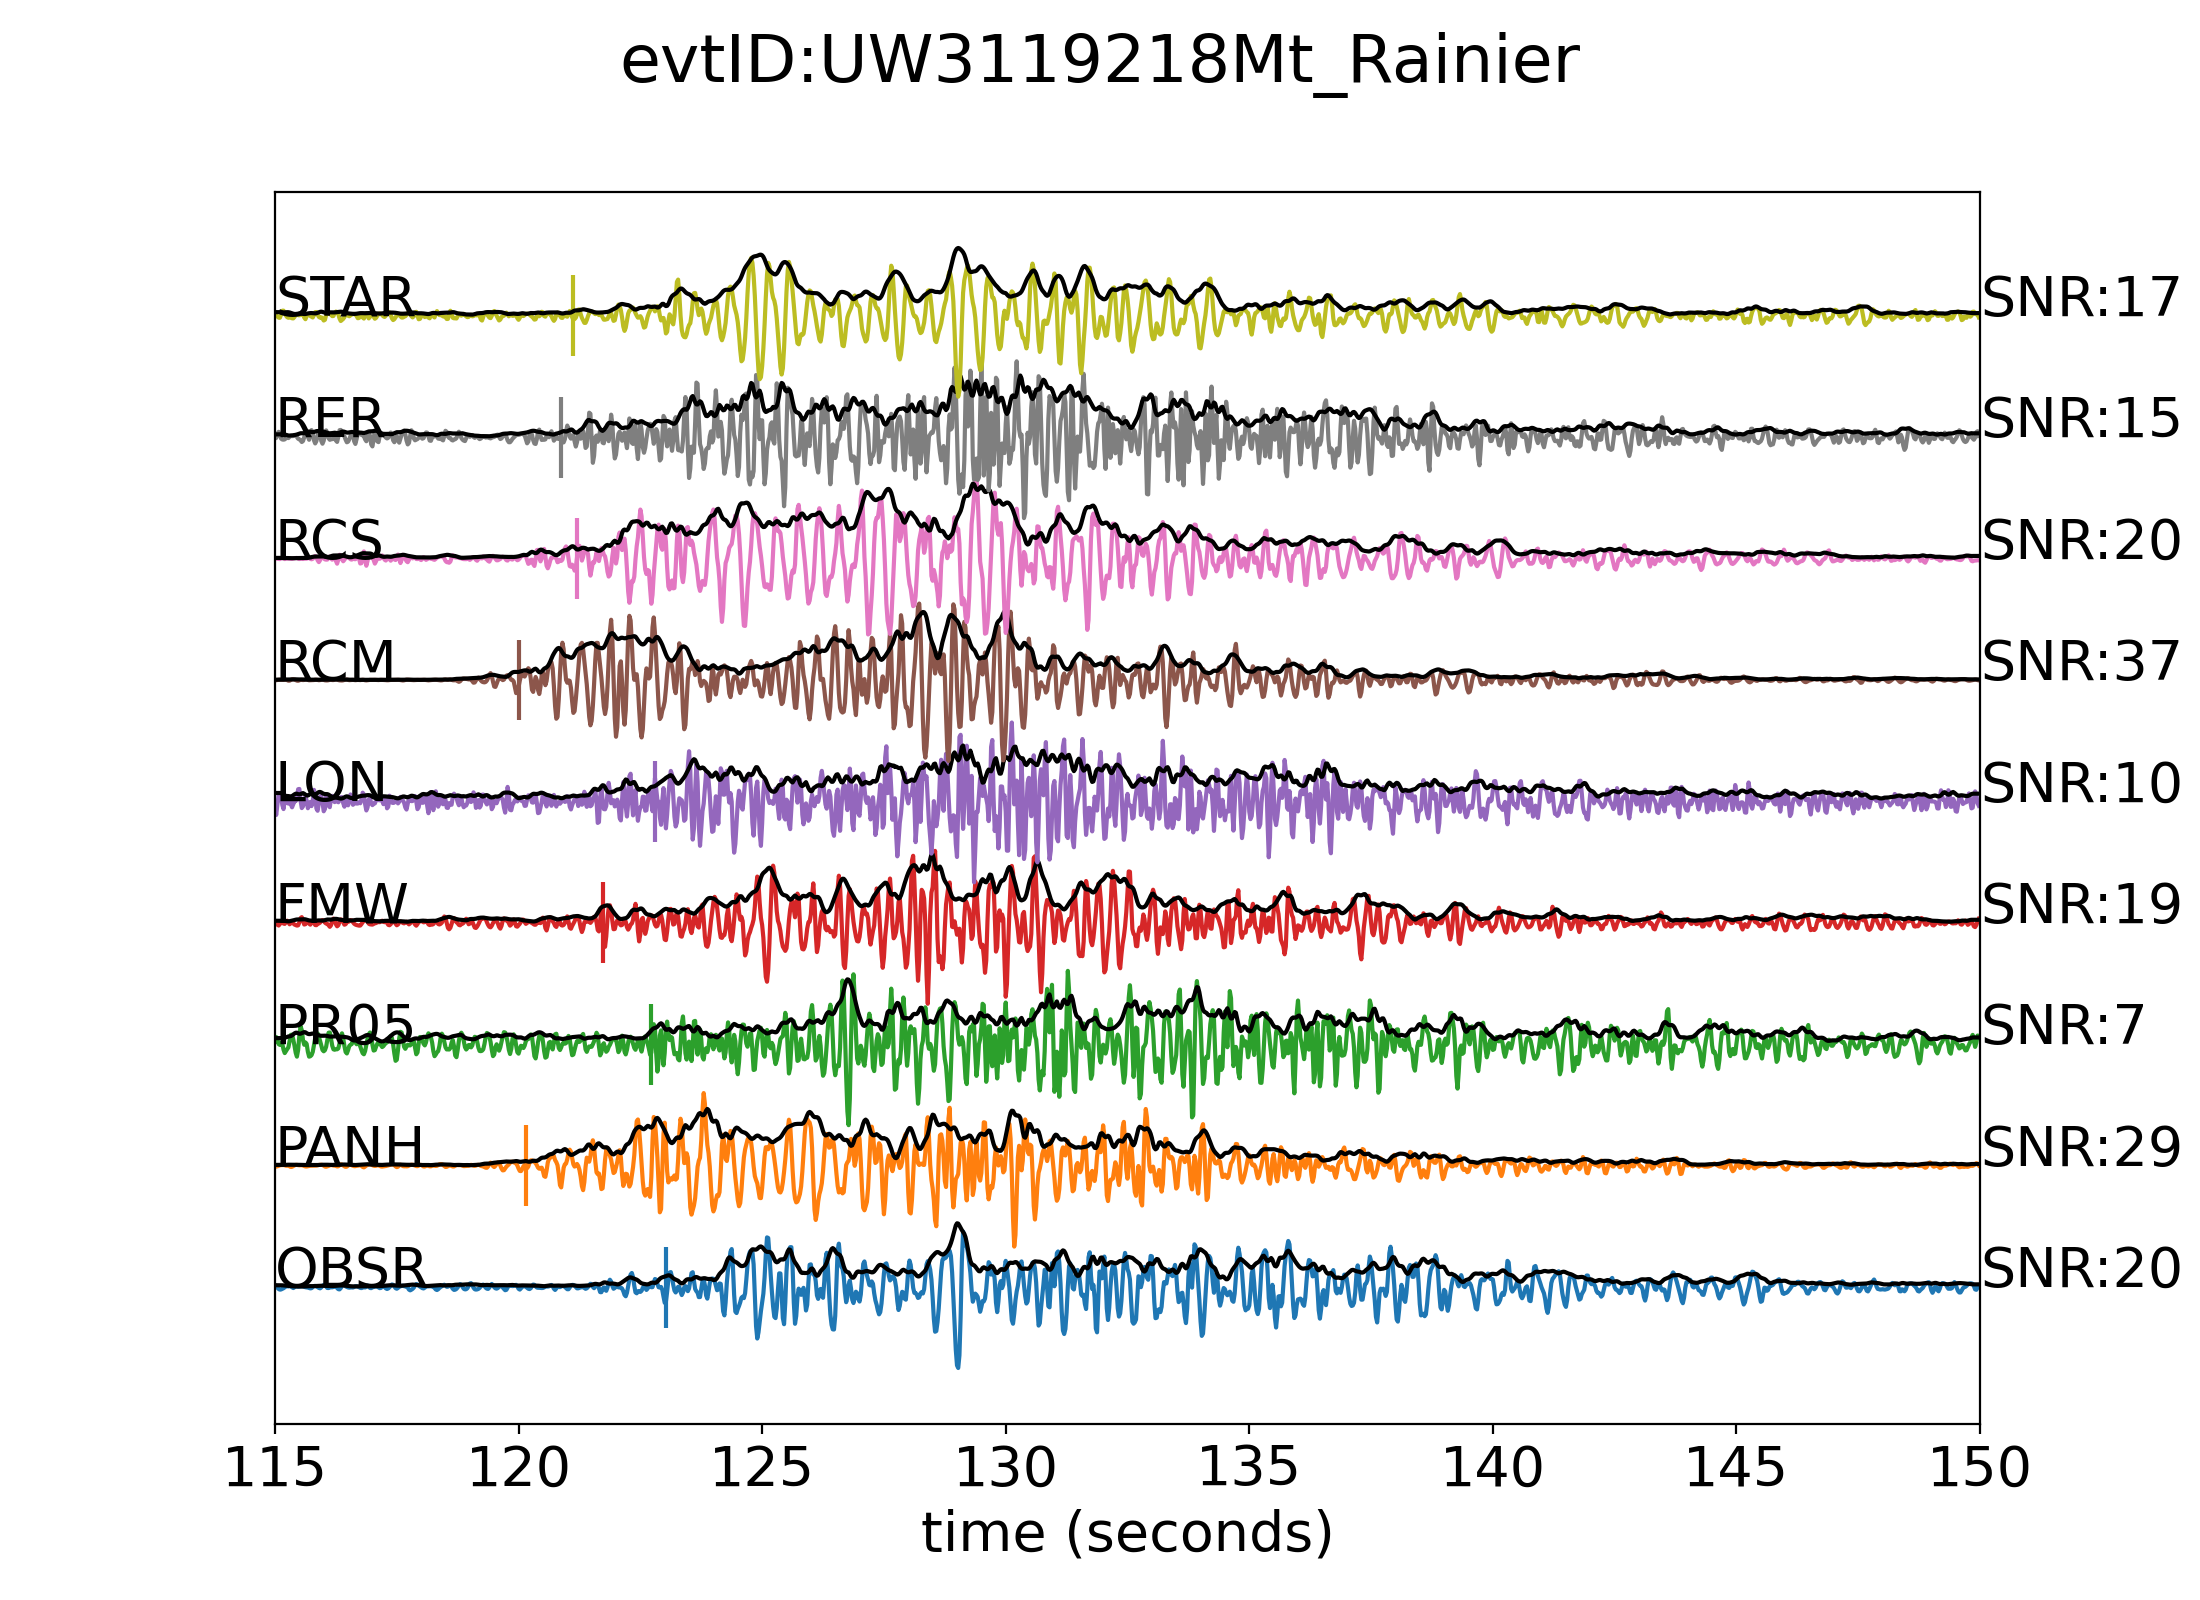 evtID:UW3119218Mt_Rainier
STAR SNR:17
RER SNR:15
RCS SNR:20
RCM SNR:37
LON SNR:10
FMW SNR:19
PR05 SNR:7
PANH SNR:29
OBSR SNR:20
115 120 125 130 135 140 145 150
time (seconds)